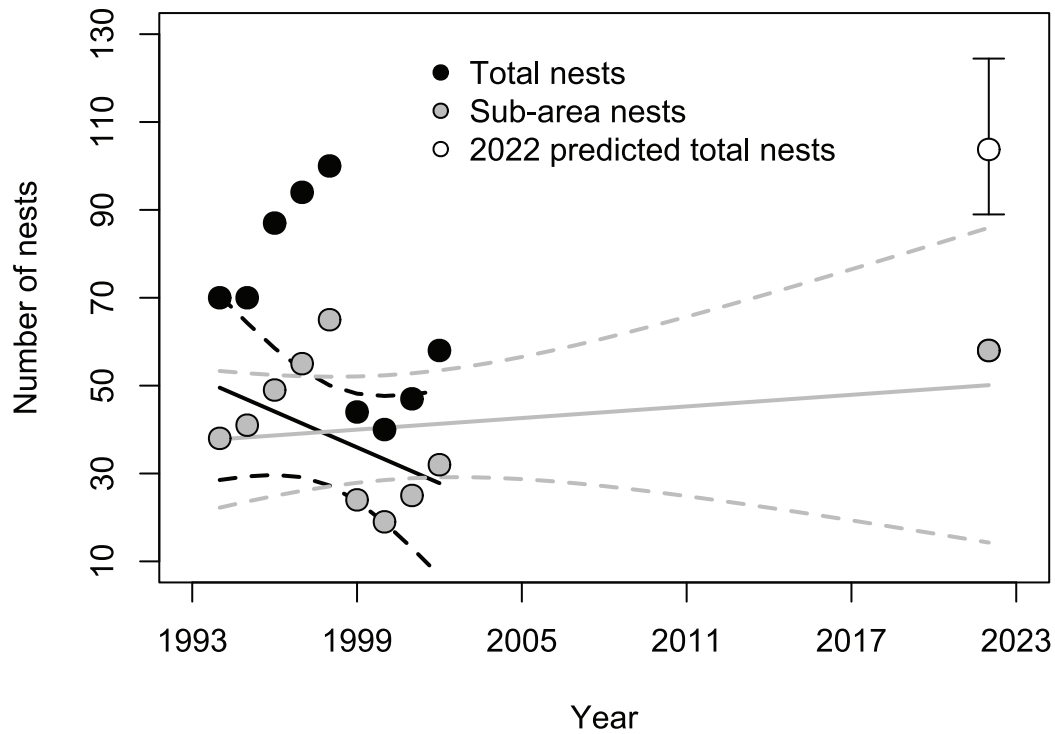 130
110
90
70
50
30
10
Number of nests
Total nests
Sub-area nests
2022 predicted total nests
1993 1999 2005 2011 2017 2023
Year